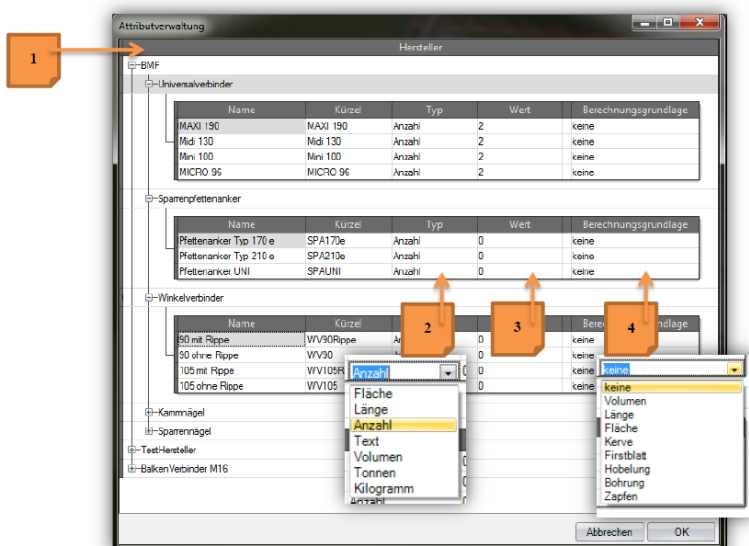 Attributverwaltung
1
Hersteller
BMF
Universalverbinder
Name Kürzel Typ Wert Berechnungsgrundlage
MAXI 190 MAXI 190 Anzahl 2 keine
Midi 130 Midi 130 Anzahl 2 keine
Mini 100 Mini 100 Anzahl 2 keine
MICRO 96 MICRO 96 Anzahl 2 keine
Sparrenpfettenanker
Name Kürzel Typ Wert Berechnungsgrundlage
Pfettenanker Typ 170 e SPA170e Anzahl 0 keine
Pfettenanker Typ 210 e SPA210e Anzahl 0 keine
Pfettenanker UNI SPAUNI Anzahl 0 keine
Winkelverbinder
2 3 4
Name Kürzel
90 mit Rippe WV90Rippe 0 keine
90 ohne Rippe WV90 0 keine
105 mit Rippe 0 keine
105 ohne Rippe WV105
Kammnägel
Sparrennägel
TestHersteller
BalkenVerbinder M16
Anzahl
Fläche
Länge
Anzahl
Text
Volumen
Tonnen
Kilogramm
Anzahl
keine
keine
Volumen
Länge
Fläche
Kerve
Firstblatt
Hobelung
Bohrung
Zapfen
Abbrechen OK